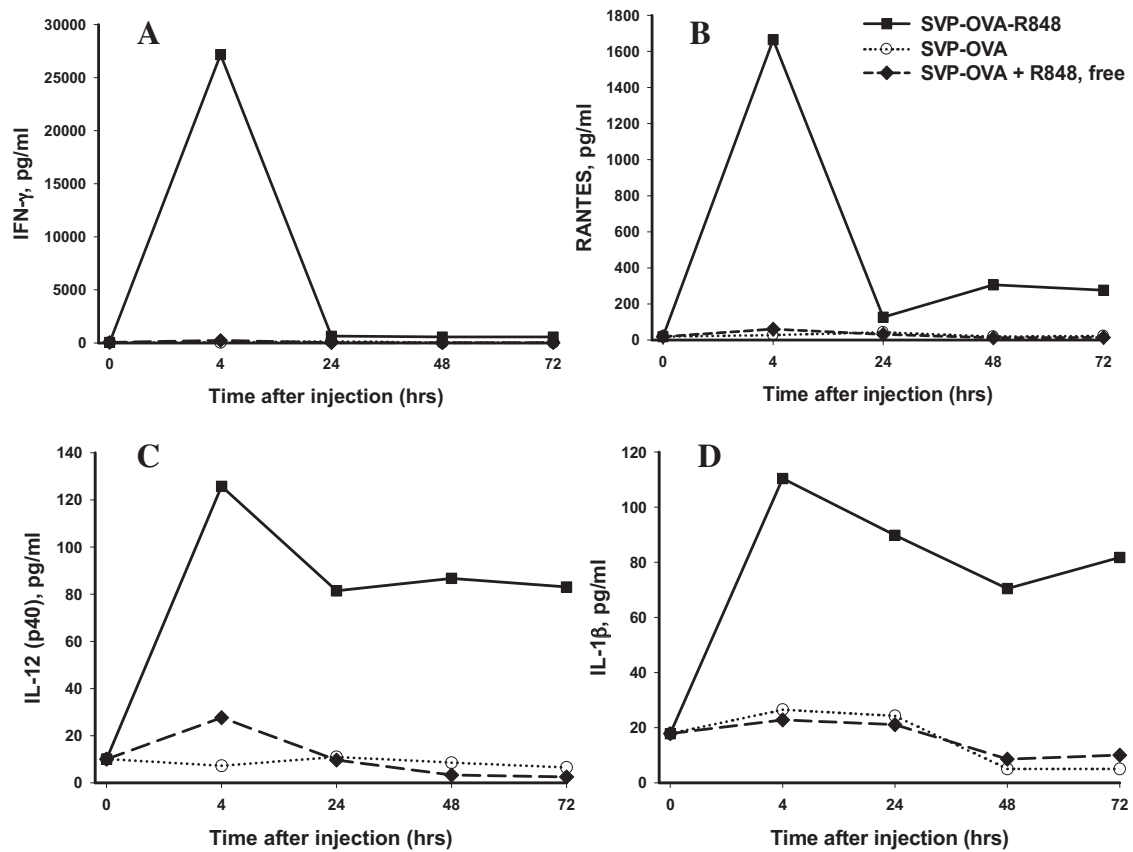 A
IFN-γ, pg/ml
30000
25000
20000
15000
10000
5000
0
0 4 24 48 72
Time after injection (hrs)
B
SVP-OVA-R848
SVP-OVA
SVP-OVA + R848, free
RANTES, pg/ml
1800
1600
1400
1200
1000
800
600
400
200
0
0 4 24 48 72
Time after injection (hrs)
C
IL-12 (p40), pg/ml
140
120
100
80
60
40
20
0
0 4 24 48 72
Time after injection (hrs)
D
IL-1β, pg/ml
120
100
80
60
40
20
0
0 4 24 48 72
Time after injection (hrs)